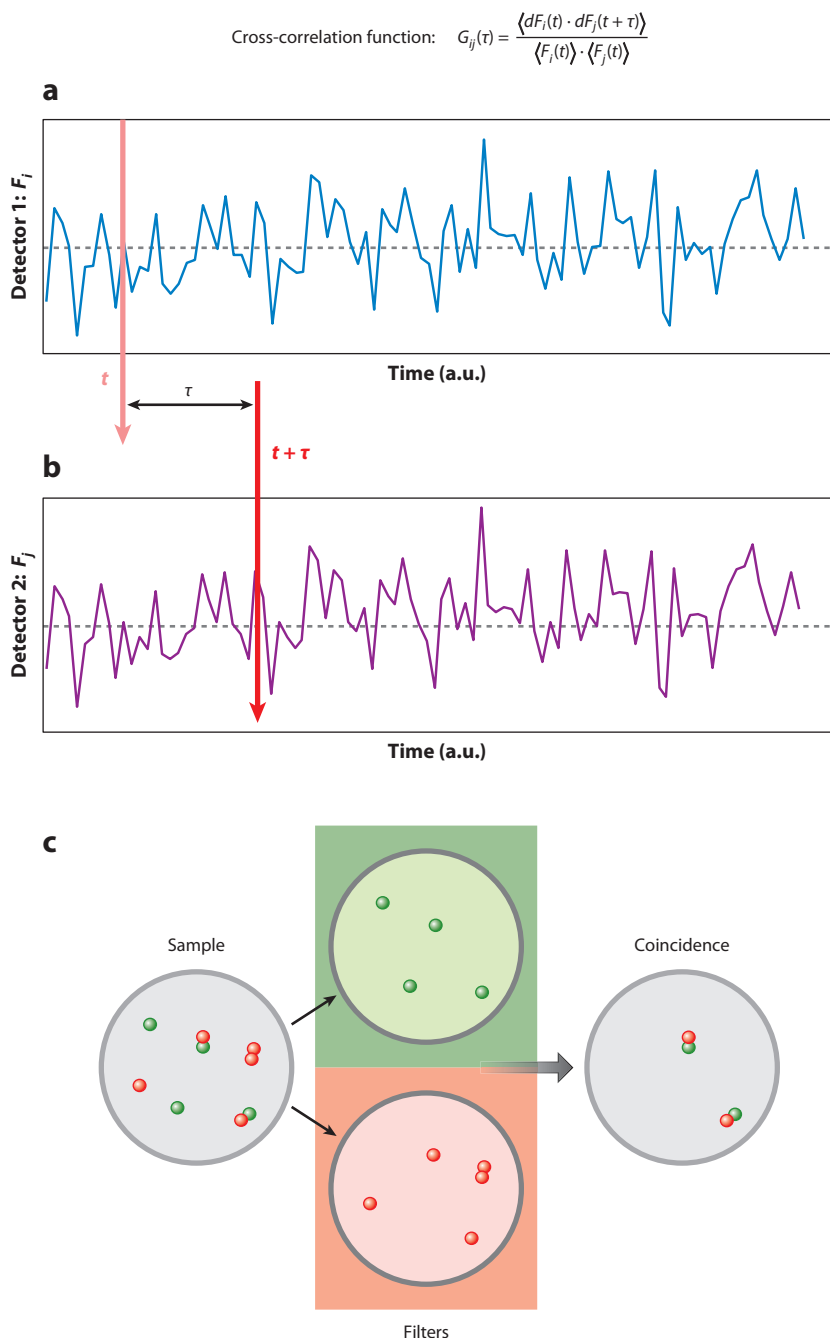 Cross-correlation function: G_ij(τ) = ⟨dF_i(t) · dF_j(t + τ)⟩ / ⟨F_i(t)⟩ · ⟨F_j(t)⟩
a
Detector 1: F_i
Time (a.u.)
t
τ
t + τ
b
Detector 2: F_j
Time (a.u.)
c
Sample
Coincidence
Filters